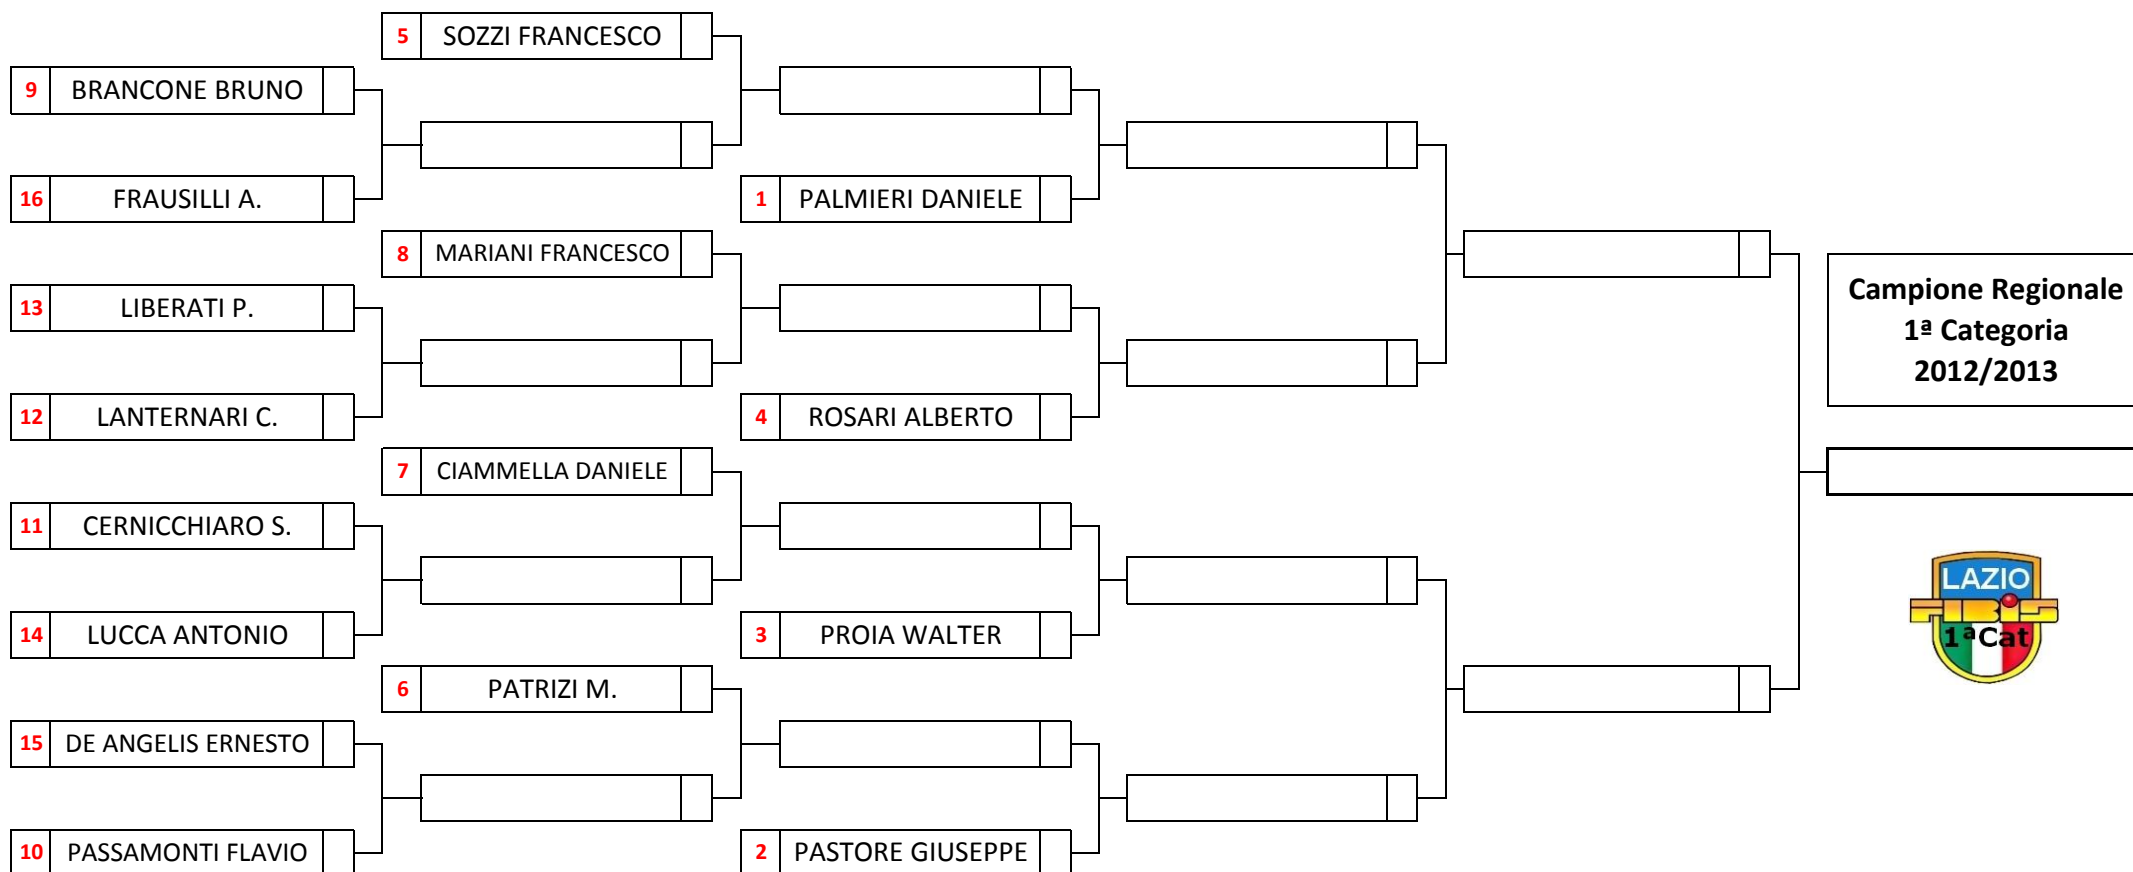 5 SOZZI FRANCESCO
9 BRANCONE BRUNO
16 FRAUSILLI A.
1 PALMIERI DANIELE
8 MARIANI FRANCESCO
13 LIBERATI P.
12 LANTERNARI C.
4 ROSARI ALBERTO
7 CIAMMELLA DANIELE
11 CERNICCHIARO S.
14 LUCCA ANTONIO
3 PROIA WALTER
6 PATRIZI M.
15 DE ANGELIS ERNESTO
10 PASSAMONTI FLAVIO
2 PASTORE GIUSEPPE
Campione Regionale
1ª Categoria
2012/2013
LAZIO
FIBiS
1ªCat